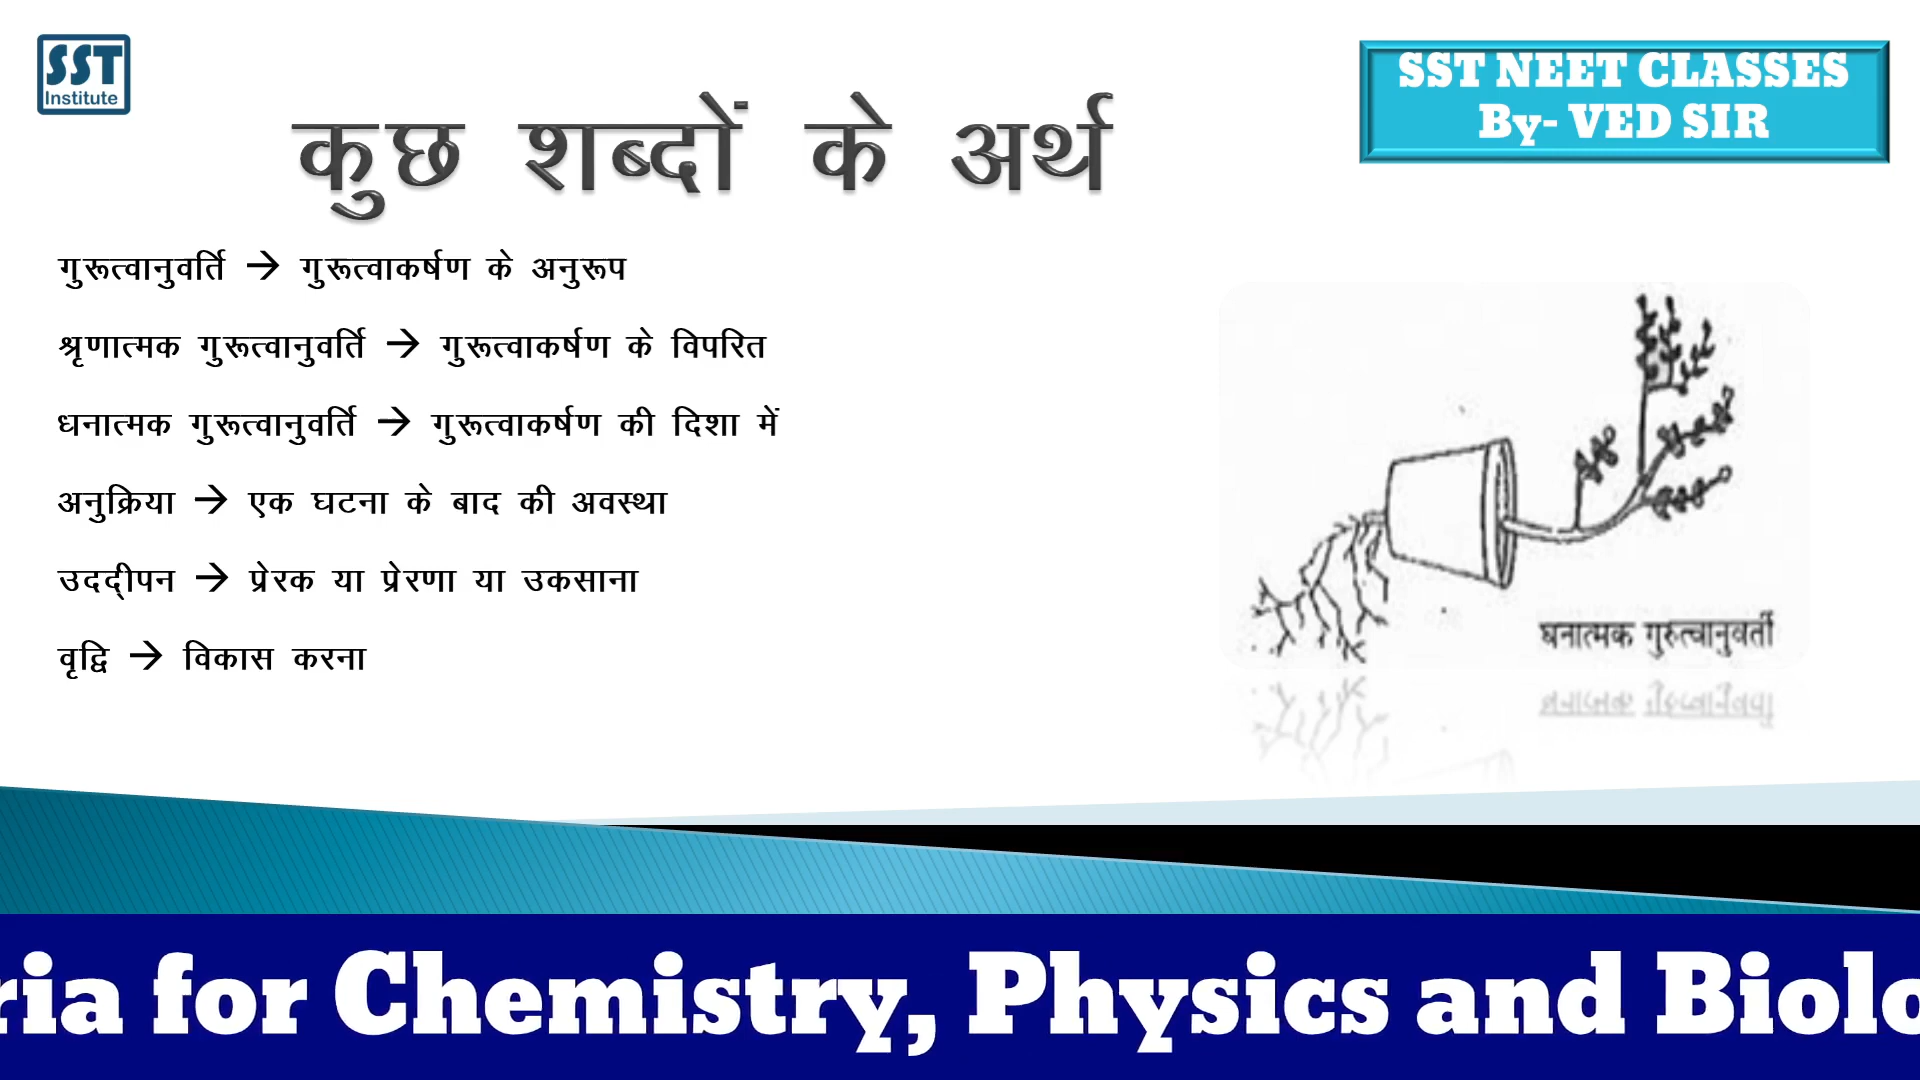 SST
Institute
SST NEET CLASSES
By- VED SIR
कुछ शब्दों के अर्थ
गुरूत्वानुवर्ति → गुरूत्वाकर्षण के अनुरूप
श्रृणात्मक गुरूत्वानुवर्ति → गुरूत्वाकर्षण के विपरित
धनात्मक गुरूत्वानुवर्ति → गुरूत्वाकर्षण की दिशा में
अनुक्रिया → एक घटना के बाद की अवस्था
उदद्ीपन → प्रेरक या प्रेरणा या उकसाना
वृद्वि → विकास करना
घनात्मक गुरुत्वानुवर्ती
ria for Chemistry, Physics and Biolo